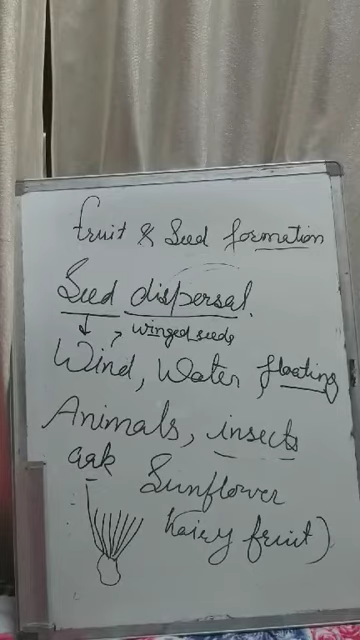 fruit & Seed formation
Seed dispersal.
winged seeds
Wind, Water, floating
Animals, insects
aak Sunflower
hairy fruit)